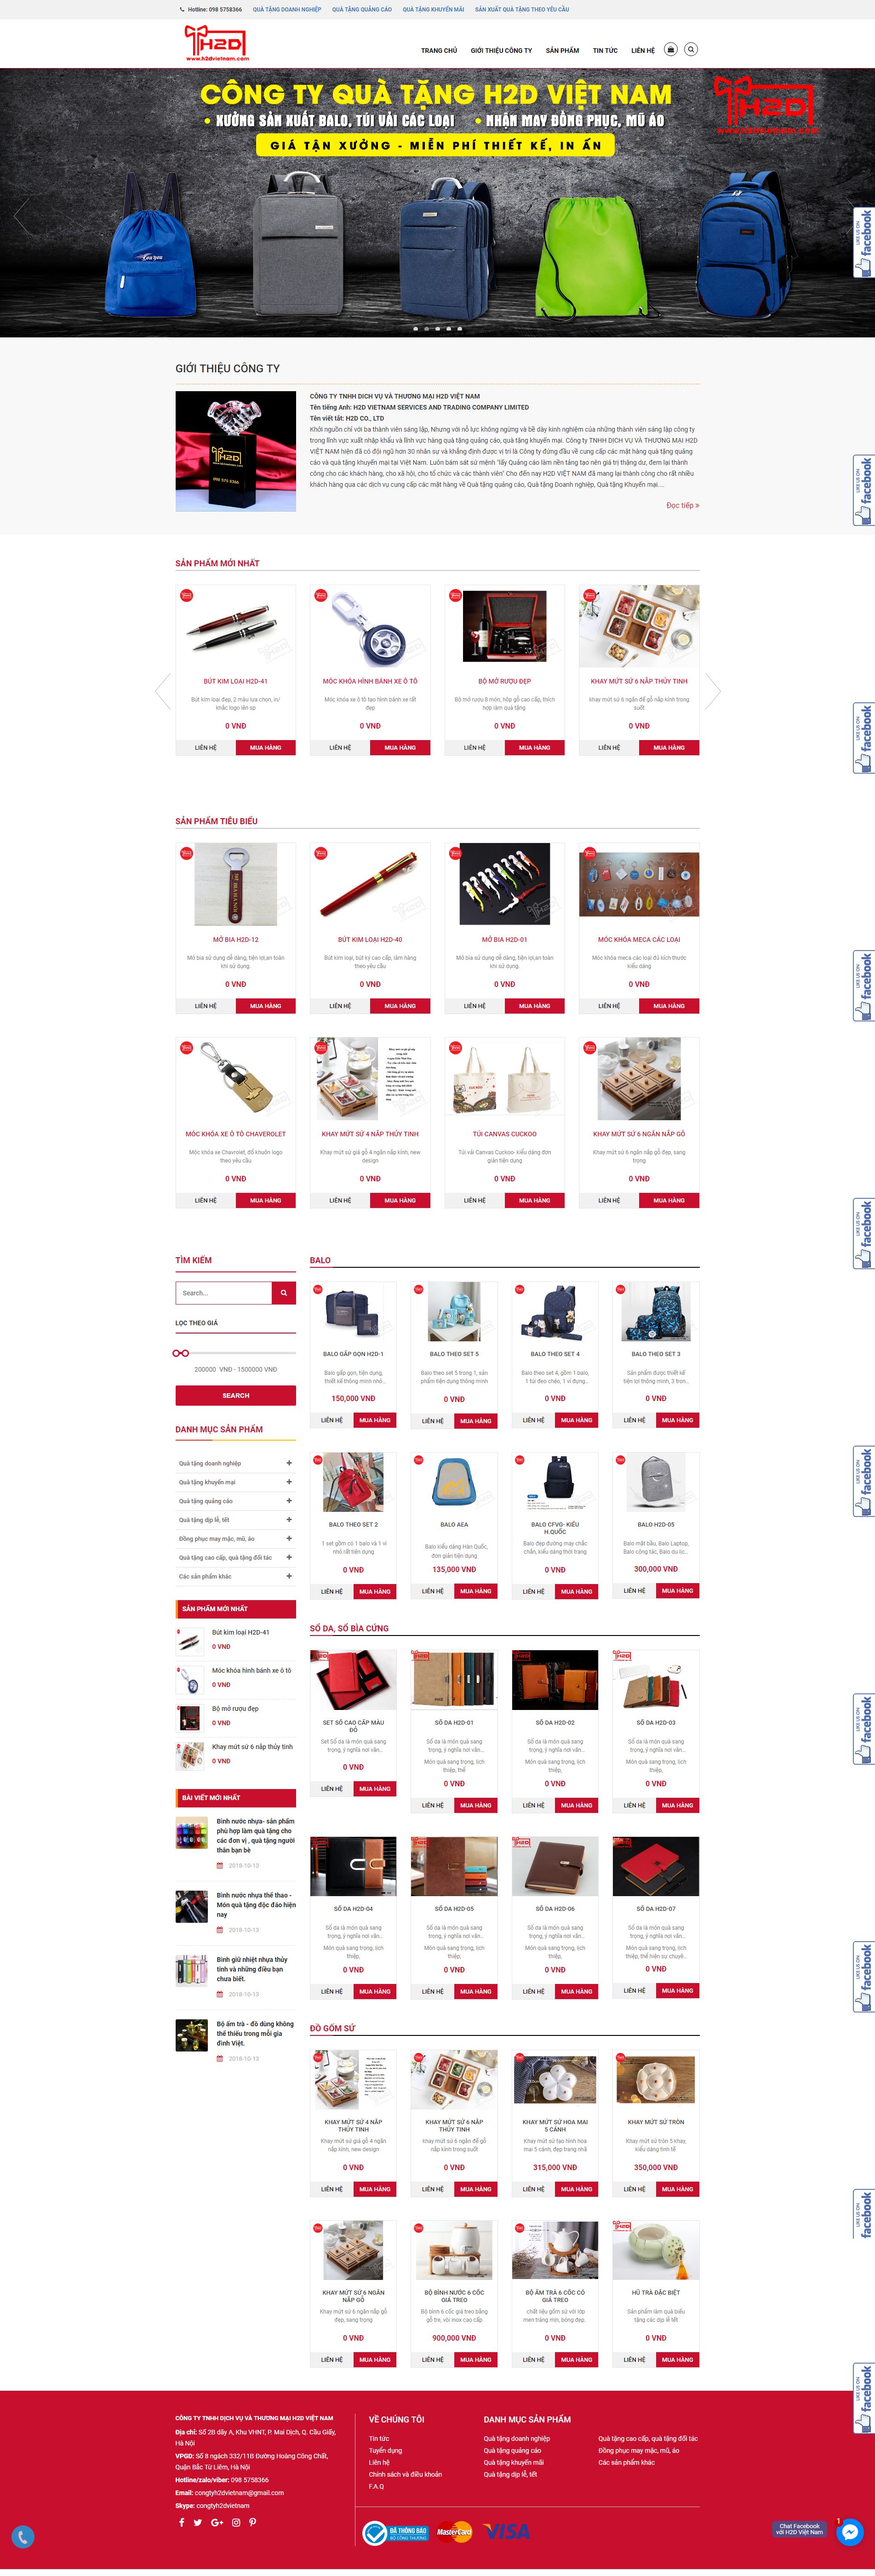 Hotline: 098 5758366 QUÀ TẶNG DOANH NGHIỆP QUÀ TẶNG QUẢNG CÁO QUÀ TẶNG KHUYẾN MÃI SẢN XUẤT QUÀ TẶNG THEO YÊU CẦU
H2D
www.h2dvietnam.com
TRANG CHỦ GIỚI THIỆU CÔNG TY SẢN PHẨM TIN TỨC LIÊN HỆ
CÔNG TY QUÀ TẶNG H2D VIỆT NAM
• XƯỞNG SẢN XUẤT BALO, TÚI VẢI CÁC LOẠI • NHẬN MAY ĐỒNG PHỤC, MŨ ÁO
GIÁ TẬN XƯỞNG - MIỄN PHÍ THIẾT KẾ, IN ẤN
H2D
www.h2dvietnam.com
LIKE US ON facebook
GIỚI THIỆU CÔNG TY
H2D
098 575 8366
CÔNG TY TNHH DỊCH VỤ VÀ THƯƠNG MẠI H2D VIỆT NAM
Tên tiếng Anh: H2D VIETNAM SERVICES AND TRADING COMPANY LIMITED
Tên viết tắt: H2D CO., LTD
Khởi nguồn chỉ với ba thành viên sáng lập, Nhưng với nỗ lực không ngừng và bề dày kinh nghiệm của những thành viên sáng lập công ty
trong lĩnh vực xuất nhập khẩu và lĩnh vực hàng quà tặng quảng cáo, quà tặng khuyến mại. Công ty TNHH DỊCH VỤ VÀ THƯƠNG MẠI H2D
VIỆT NAM hiện đã có đội ngũ hơn 30 nhân sự và khẳng định được vị trí là Công ty đứng đầu về cung cấp các mặt hàng quà tặng quảng
cáo và quà tặng khuyến mại tại Việt Nam. Luôn bám sát sứ mệnh "lấy Quảng cáo làm nền tảng tạo nên giá trị thặng dư, đem lại thành
công cho các khách hàng, cho xã hội, cho tổ chức và các thành viên" Cho đến nay H2D VIỆT NAM đã mang lại thành công cho rất nhiều
khách hàng qua các dịch vụ cung cấp các mặt hàng về Quà tặng quảng cáo, Quà tặng Doanh nghiệp, Quà tặng Khuyến mại....
Đọc tiếp »
LIKE US ON facebook
SẢN PHẨM MỚI NHẤT
BÚT KIM LOẠI H2D-41 MÓC KHÓA HÌNH BÁNH XE Ô TÔ BỘ MỞ RƯỢU ĐẸP KHAY MỨT SỨ 6 NẮP THỦY TINH
Bút kim loại đẹp, 2 màu lựa chọn, in/ Móc khóa xe ô tô tạo hình bánh xe rất Bộ mở rượu 8 món, hộp gỗ cao cấp, thích khay mứt sứ 6 ngăn đế gỗ nắp kính trong
khắc logo lên sp đẹp hợp làm quà tặng suốt
0 VNĐ 0 VNĐ 0 VNĐ 0 VNĐ
LIÊN HỆ MUA HÀNG LIÊN HỆ MUA HÀNG LIÊN HỆ MUA HÀNG LIÊN HỆ MUA HÀNG
LIKE US ON facebook
SẢN PHẨM TIÊU BIỂU
MỞ BIA H2D-12 BÚT KIM LOẠI H2D-40 MỞ BIA H2D-01 MÓC KHÓA MECA CÁC LOẠI
Mở bia sử dụng dễ dàng, tiện lợi,an toàn Bút kim loại, bút ký cao cấp, làm hàng Mở bia sử dụng dễ dàng, tiện lợi,an toàn Móc khóa meca các loại đủ kích thước
khi sử dụng. theo yêu cầu khi sử dụng. kiểu dáng
0 VNĐ 0 VNĐ 0 VNĐ 0 VNĐ
LIÊN HỆ MUA HÀNG LIÊN HỆ MUA HÀNG LIÊN HỆ MUA HÀNG LIÊN HỆ MUA HÀNG
LIKE US ON facebook
MÓC KHÓA XE Ô TÔ CHAVEROLET KHAY MỨT SỨ 4 NẮP THỦY TINH TÚI CANVAS CUCKOO KHAY MỨT SỨ 6 NGĂN NẮP GỖ
Móc khóa xe Chavrolet, đổ khuôn logo Khay mứt sứ giá gỗ 4 ngăn nắp kính, new Túi vải Canvas Cuckoo- kiểu dáng đơn Khay mứt sứ 6 ngăn nắp gỗ đẹp, sang
theo yêu cầu design giản tiện dụng trọng
0 VNĐ 0 VNĐ 0 VNĐ 0 VNĐ
LIÊN HỆ MUA HÀNG LIÊN HỆ MUA HÀNG LIÊN HỆ MUA HÀNG LIÊN HỆ MUA HÀNG
LIKE US ON facebook
TÌM KIẾM
Search...
LỌC THEO GIÁ
200000 VNĐ - 1500000 VNĐ
SEARCH
DANH MỤC SẢN PHẨM
Quà tặng doanh nghiệp
Quà tặng khuyến mại
Quà tặng quảng cáo
Quà tặng dịp lễ, tết
Đồng phục may mặc, mũ, áo
Quà tặng cao cấp, quà tặng đối tác
Các sản phẩm khác
SẢN PHẨM MỚI NHẤT
Bút kim loại H2D-41
0 VNĐ
Móc khóa hình bánh xe ô tô
0 VNĐ
Bộ mở rượu đẹp
0 VNĐ
Khay mứt sứ 6 nắp thủy tinh
0 VNĐ
BÀI VIẾT MỚI NHẤT
Bình nước nhựa- sản phẩm
phù hợp làm quà tặng cho
các đơn vị , quà tặng người
thân bạn bè
2018-10-13
Bình nước nhựa thể thao -
Món quà tặng độc đáo hiện
nay
2018-10-13
Bình giữ nhiệt nhựa thủy
tinh và những điều bạn
chưa biết.
2018-10-13
Bộ ấm trà - đồ dùng không
thể thiếu trong mỗi gia
đình Việt.
2018-10-13
BALO
BALO GẤP GỌN H2D-1 BALO THEO SET 5 BALO THEO SET 4 BALO THEO SET 3
Balo gấp gọn, tiện dụng, Balo theo set 5 trong 1, sản Balo theo set 4, gồm 1 balo, Sản phẩm được thiết kế
thiết kế thông minh nhỏ... phẩm tiện dụng thông minh 1 túi đeo chéo, 1 ví đựng... tiện lợi thông minh, 3 tron...
150,000 VNĐ 0 VNĐ 0 VNĐ 0 VNĐ
LIÊN HỆ MUA HÀNG LIÊN HỆ MUA HÀNG LIÊN HỆ MUA HÀNG LIÊN HỆ MUA HÀNG
BALO THEO SET 2 BALO AEA BALO CFVG- KIỂU H.QUỐC BALO H2D-05
1 set gồm có 1 balo và 1 ví Balo kiểu dáng Hàn Quốc, Balo đẹp đường may chắc Balo mắt bầu, Balo Laptop,
nhỏ rất tiện dụng đơn giản tiện dụng chắn, kiểu dáng thời trang Balo công tác, Balo du lịc...
0 VNĐ 135,000 VNĐ 0 VNĐ 300,000 VNĐ
LIÊN HỆ MUA HÀNG LIÊN HỆ MUA HÀNG LIÊN HỆ MUA HÀNG LIÊN HỆ MUA HÀNG
SỔ DA, SỔ BÌA CỨNG
SET SỔ CAO CẤP MÀU ĐỎ SỔ DA H2D-01 SỔ DA H2D-02 SỔ DA H2D-03
Set Sổ da là món quà sang Sổ da là món quà sang Sổ da là món quà sang Sổ da là món quà sang
trọng, ý nghĩa nơi văn... trọng, ý nghĩa nơi văn... trọng, ý nghĩa nơi văn... trọng, ý nghĩa nơi văn...
Món quà sang trọng, lịch Món quà sang trọng, lịch Món quà sang trọng, lịch
thiệp, thể thiệp, thiệp,
0 VNĐ 0 VNĐ 0 VNĐ 0 VNĐ
LIÊN HỆ MUA HÀNG LIÊN HỆ MUA HÀNG LIÊN HỆ MUA HÀNG LIÊN HỆ MUA HÀNG
SỔ DA H2D-04 SỔ DA H2D-05 SỔ DA H2D-06 SỔ DA H2D-07
Sổ da là món quà sang Sổ da là món quà sang Sổ da là món quà sang Sổ da là món quà sang
trọng, ý nghĩa nơi văn... trọng, ý nghĩa nơi văn... trọng, ý nghĩa nơi văn... trọng, ý nghĩa nơi văn...
Món quà sang trọng, lịch Món quà sang trọng, lịch Món quà sang trọng, lịch Món quà sang trọng, lịch
thiệp, thiệp, thiệp, thiệp, thể hiện sự chuyê...
0 VNĐ 0 VNĐ 0 VNĐ 0 VNĐ
LIÊN HỆ MUA HÀNG LIÊN HỆ MUA HÀNG LIÊN HỆ MUA HÀNG LIÊN HỆ MUA HÀNG
ĐỒ GỐM SỨ
KHAY MỨT SỨ 4 NẮP THỦY TINH KHAY MỨT SỨ 6 NẮP THỦY TINH KHAY MỨT SỨ HOA MAI 5 CÁNH KHAY MỨT SỨ TRÒN
Khay mứt sứ giá gỗ 4 ngăn khay mứt sứ 6 ngăn đế gỗ Khay mứt sứ tạo hình hoa Khay mứt sứ tròn 5 khay,
nắp kính, new design nắp kính trong suốt mai 5 cánh, đẹp trang nhã kiểu dáng tinh tế
0 VNĐ 0 VNĐ 315,000 VNĐ 350,000 VNĐ
LIÊN HỆ MUA HÀNG LIÊN HỆ MUA HÀNG LIÊN HỆ MUA HÀNG LIÊN HỆ MUA HÀNG
KHAY MỨT SỨ 6 NGĂN NẮP GỖ BỘ BÌNH NƯỚC 6 CỐC GIÁ TREO BỘ ẤM TRÀ 6 CỐC CÓ GIÁ TREO HŨ TRÀ ĐẶC BIỆT
Khay mứt sứ 6 ngăn nắp gỗ Bộ bình 6 cốc giá treo bằng chất liệu gốm sứ với lớp Sản phẩm làm quà biếu
đẹp, sang trọng gỗ tre, vòi inox cao cấp men tráng mịn, bóng đẹp. tặng các dịp lễ tết
0 VNĐ 900,000 VNĐ 0 VNĐ 0 VNĐ
LIÊN HỆ MUA HÀNG LIÊN HỆ MUA HÀNG LIÊN HỆ MUA HÀNG LIÊN HỆ MUA HÀNG
LIKE US ON facebook
CÔNG TY TNHH DỊCH VỤ VÀ THƯƠNG MẠI H2D VIỆT NAM
Địa chỉ: Số 2B dãy A, Khu VHNT, P. Mai Dịch, Q. Cầu Giấy,
Hà Nội
VPGD: Số 8 ngách 332/11B Đường Hoàng Công Chất,
Quận Bắc Từ Liêm, Hà Nội
Hotline/zalo/viber: 098 5758366
Email: congtyh2dvietnam@gmail.com
Skype: congtyh2dvietnam
VỀ CHÚNG TÔI
Tin tức
Tuyển dụng
Liên hệ
Chính sách và điều khoản
F.A.Q
DANH MỤC SẢN PHẨM
Quà tặng doanh nghiệp Quà tặng cao cấp, quà tặng đối tác
Quà tặng quảng cáo Đồng phục may mặc, mũ, áo
Quà tặng khuyến mãi Các sản phẩm khác
Quà tặng dịp lễ, tết
ĐÃ THÔNG BÁO
BỘ CÔNG THƯƠNG
MasterCard
VISA
Chat Facebook
với H2D Việt Nam
1